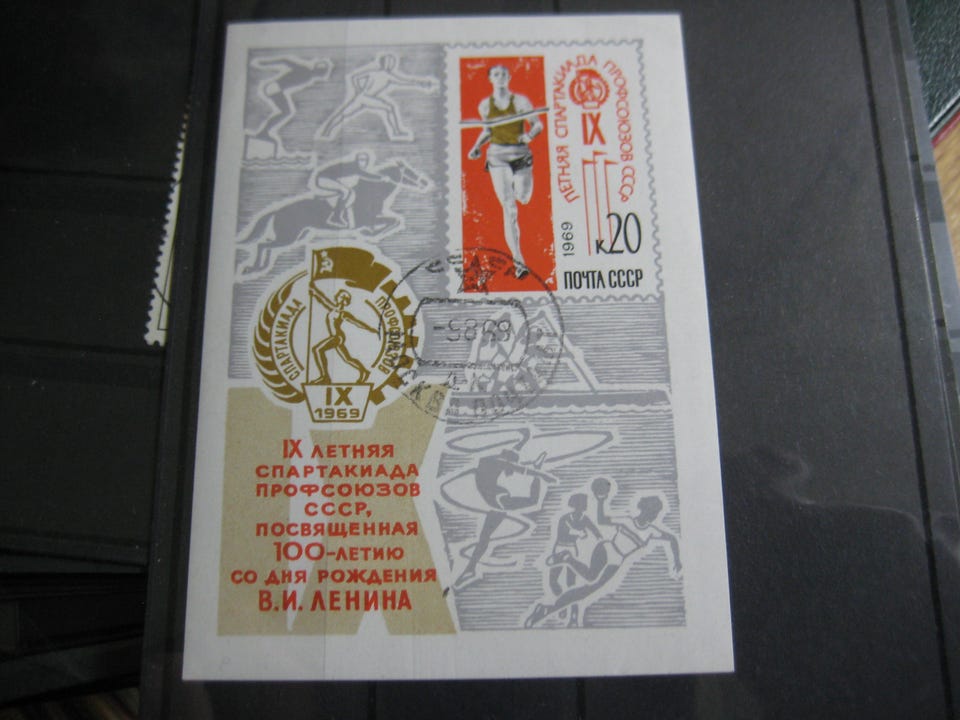 ЛЕТНЯЯ СПАРТАКИАДА ПРОФСОЮЗОВ СССР
IX
1969
К20
ПОЧТА СССР
СПАРТАКИАДА ПРОФСОЮЗОВ
IX
1969
-5869
IX ЛЕТНЯЯ
СПАРТАКИАДА
ПРОФСОЮЗОВ
СССР,
ПОСВЯЩЕННАЯ
100-ЛЕТИЮ
СО ДНЯ РОЖДЕНИЯ
В.И. ЛЕНИНА